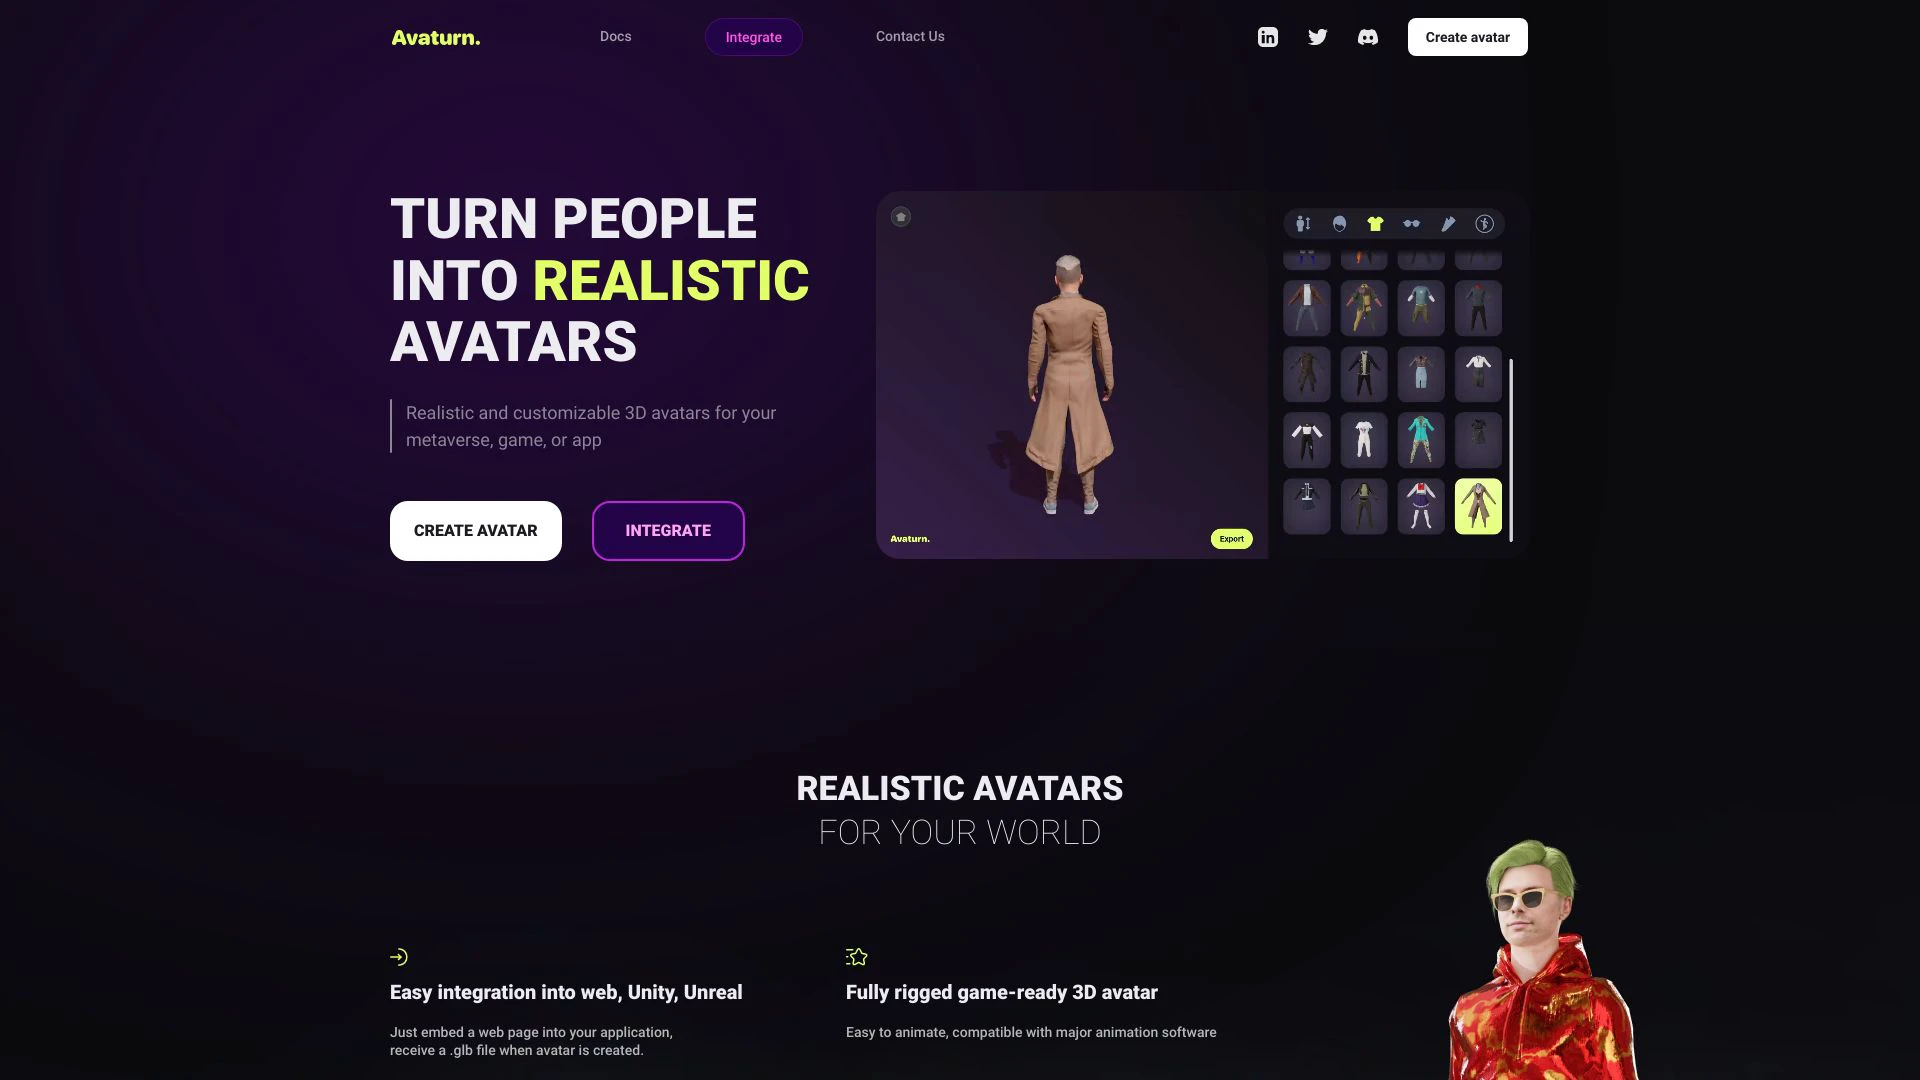 Avaturn.
Docs
Integrate
Contact Us
Create avatar
TURN PEOPLE
INTO REALISTIC
AVATARS
Realistic and customizable 3D avatars for your
metaverse, game, or app
CREATE AVATAR
INTEGRATE
Avaturn.
Export
REALISTIC AVATARS
FOR YOUR WORLD
Easy integration into web, Unity, Unreal
Just embed a web page into your application,
receive a .glb file when avatar is created.
Fully rigged game-ready 3D avatar
Easy to animate, compatible with major animation software